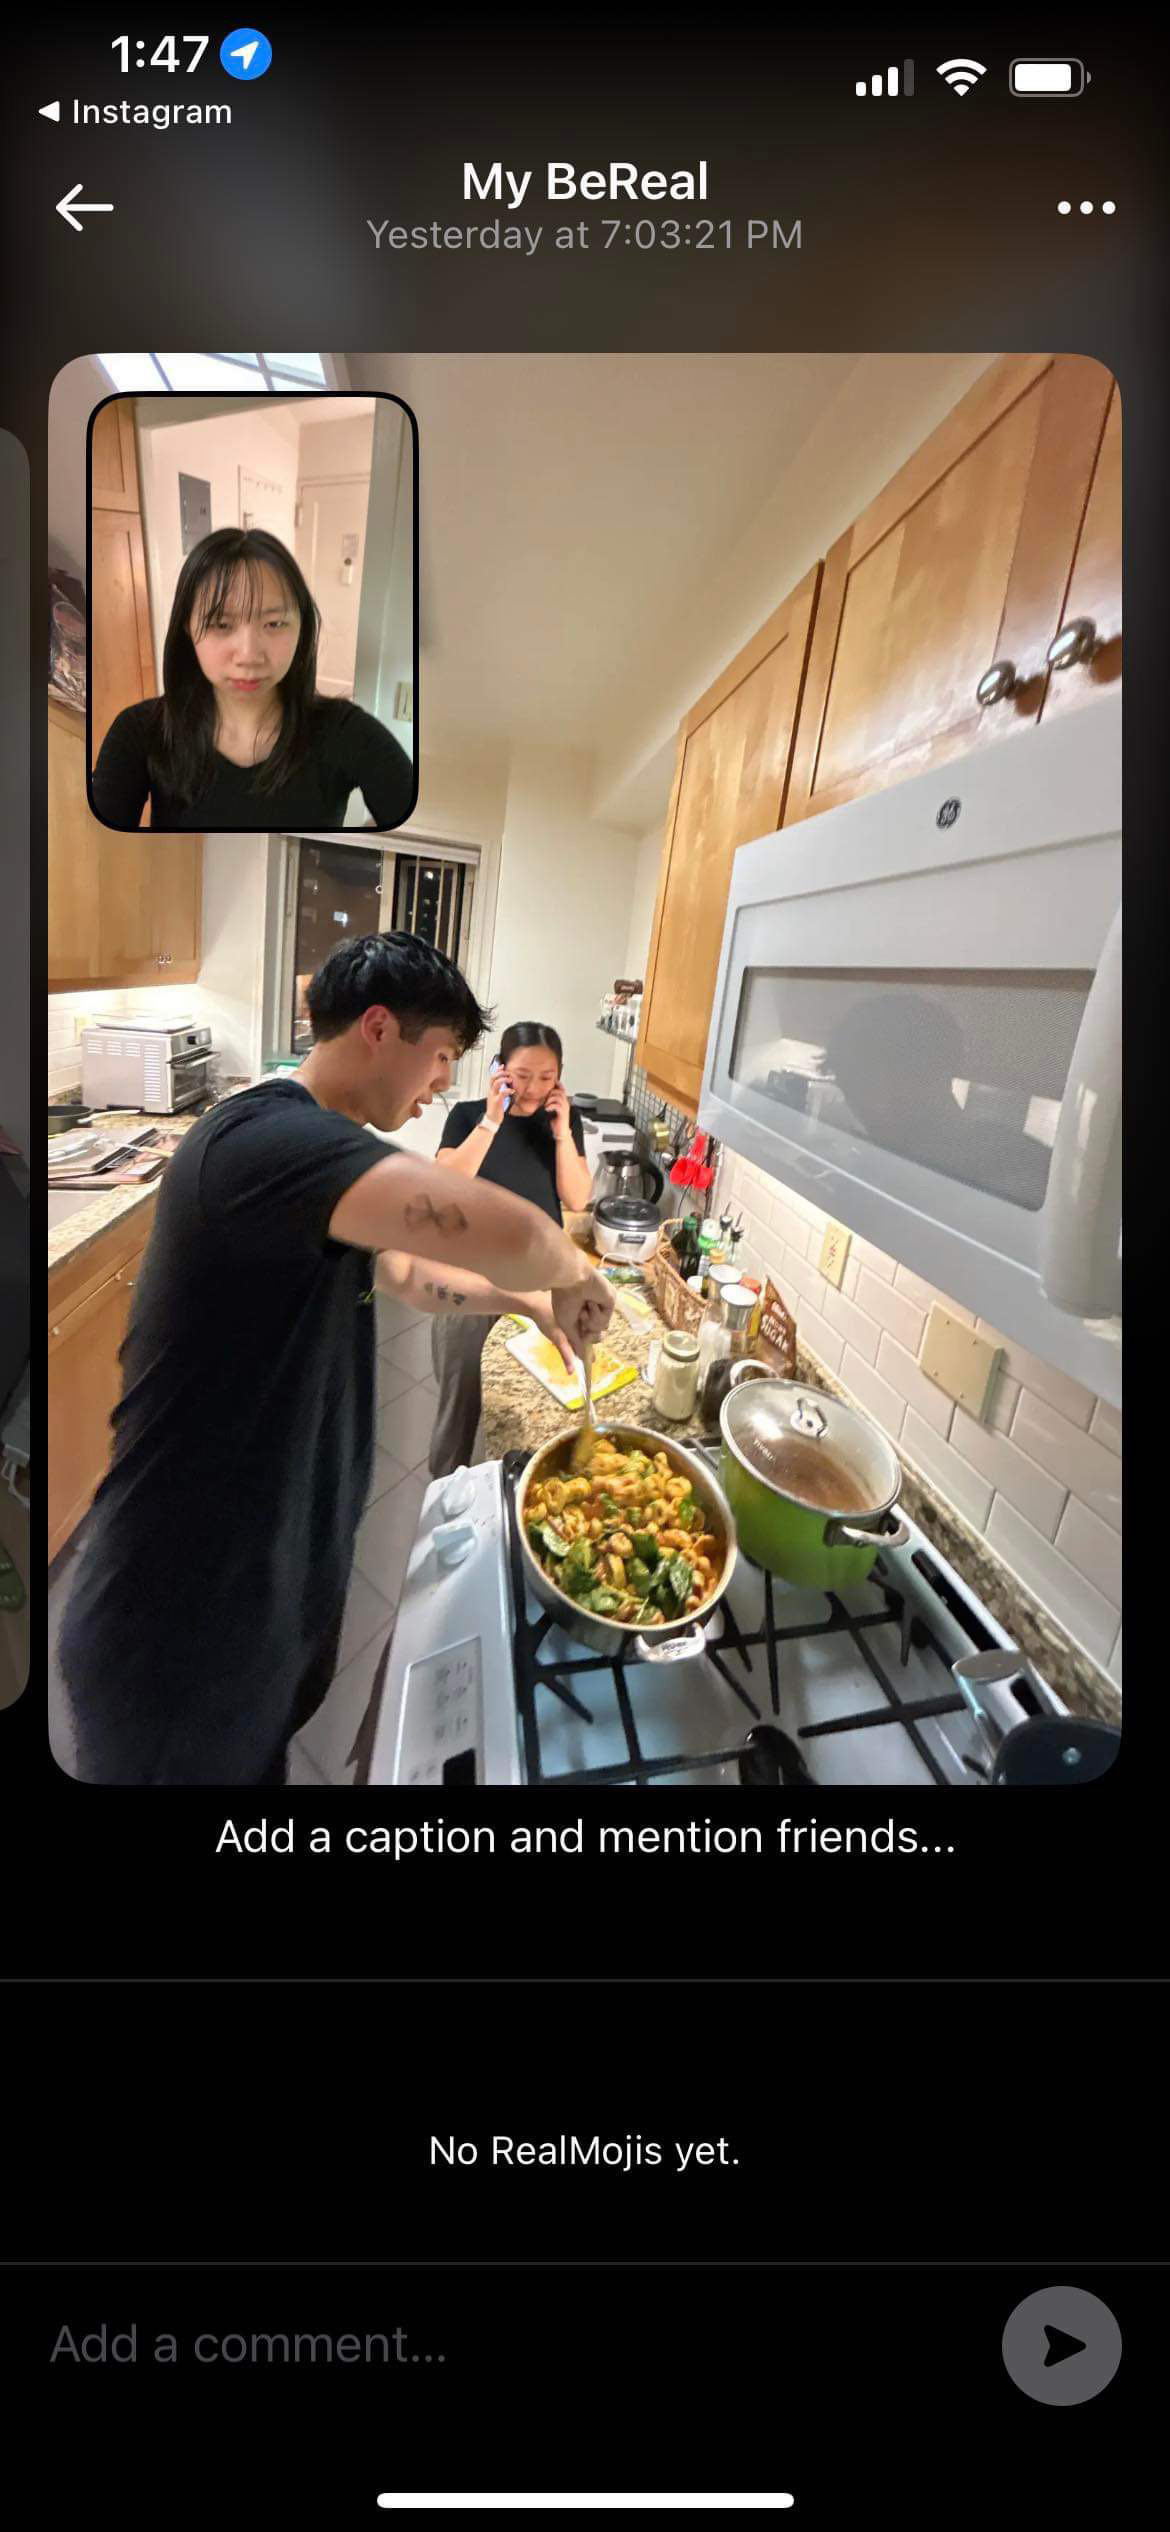 1:47
◀ Instagram
My BeReal
Yesterday at 7:03:21 PM
SUGAR
Add a caption and mention friends...
No RealMojis yet.
Add a comment...